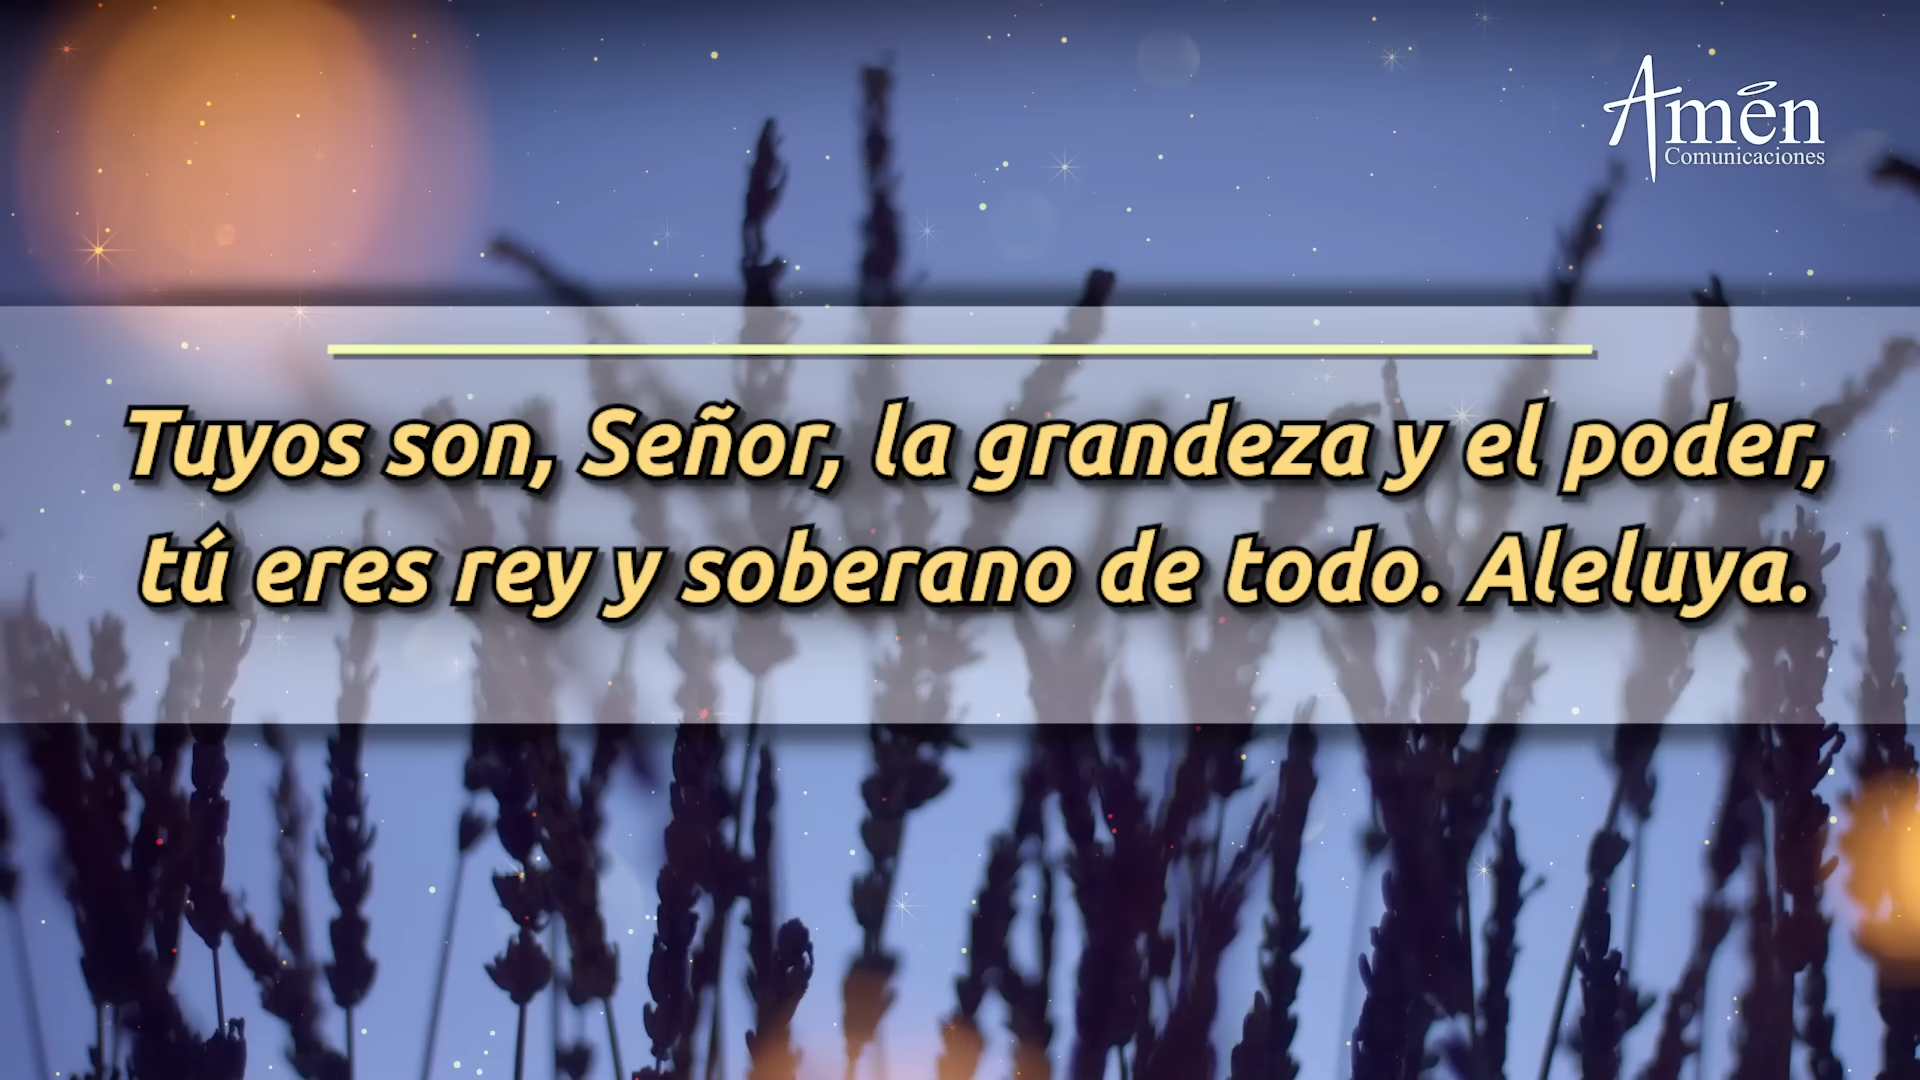 Amén
Comunicaciones
Tuyos son, Señor, la grandeza y el poder,
tú eres rey y soberano de todo. Aleluya.